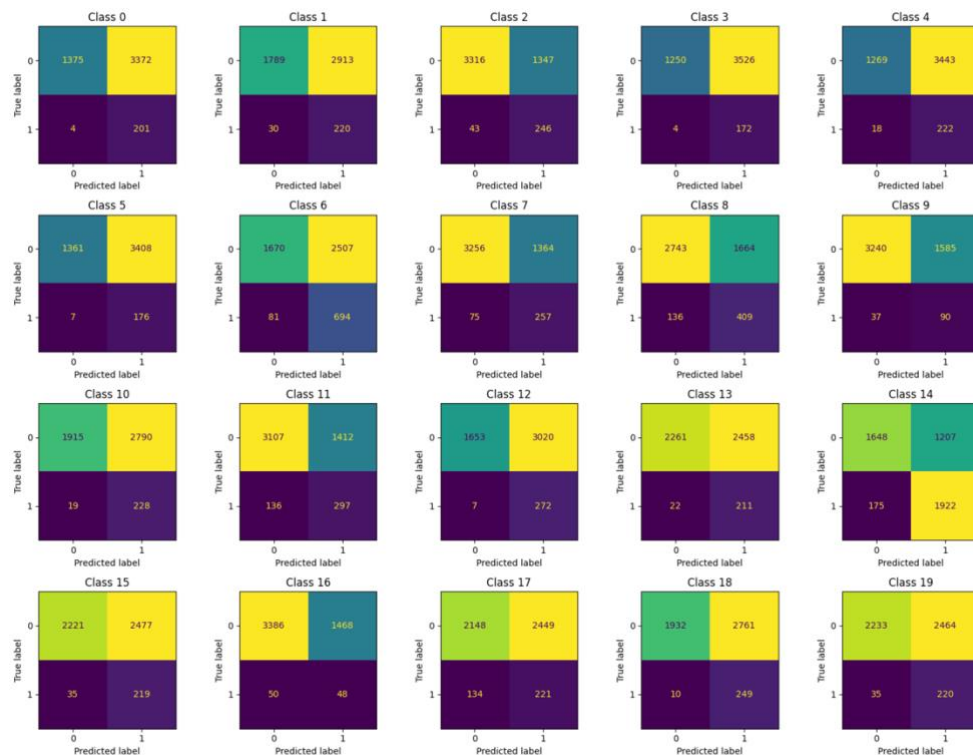 Class 0 Class 1 Class 2 Class 3 Class 4
0 1375 3372 0 1789 2913 0 3316 1347 0 1250 3526 0 1269 3443
True label True label True label True label True label
1 4 201 1 30 220 1 43 246 1 4 172 1 18 222
0 1 0 1 0 1 0 1 0 1
Predicted label Predicted label Predicted label Predicted label Predicted label
Class 5 Class 6 Class 7 Class 8 Class 9
0 1361 3408 0 1670 2507 0 3256 1364 0 2743 1664 0 3240 1585
True label True label True label True label True label
1 7 176 1 81 694 1 75 257 1 136 409 1 37 90
0 1 0 1 0 1 0 1 0 1
Predicted label Predicted label Predicted label Predicted label Predicted label
Class 10 Class 11 Class 12 Class 13 Class 14
0 1915 2790 0 3107 1412 0 1653 3020 0 2261 2458 0 1648 1207
True label True label True label True label True label
1 19 228 1 136 297 1 7 272 1 22 211 1 175 1922
0 1 0 1 0 1 0 1 0 1
Predicted label Predicted label Predicted label Predicted label Predicted label
Class 15 Class 16 Class 17 Class 18 Class 19
0 2221 2477 0 3386 1468 0 2148 2449 0 1932 2761 0 2233 2464
True label True label True label True label True label
1 35 219 1 50 48 1 134 221 1 10 249 1 35 220
0 1 0 1 0 1 0 1 0 1
Predicted label Predicted label Predicted label Predicted label Predicted label